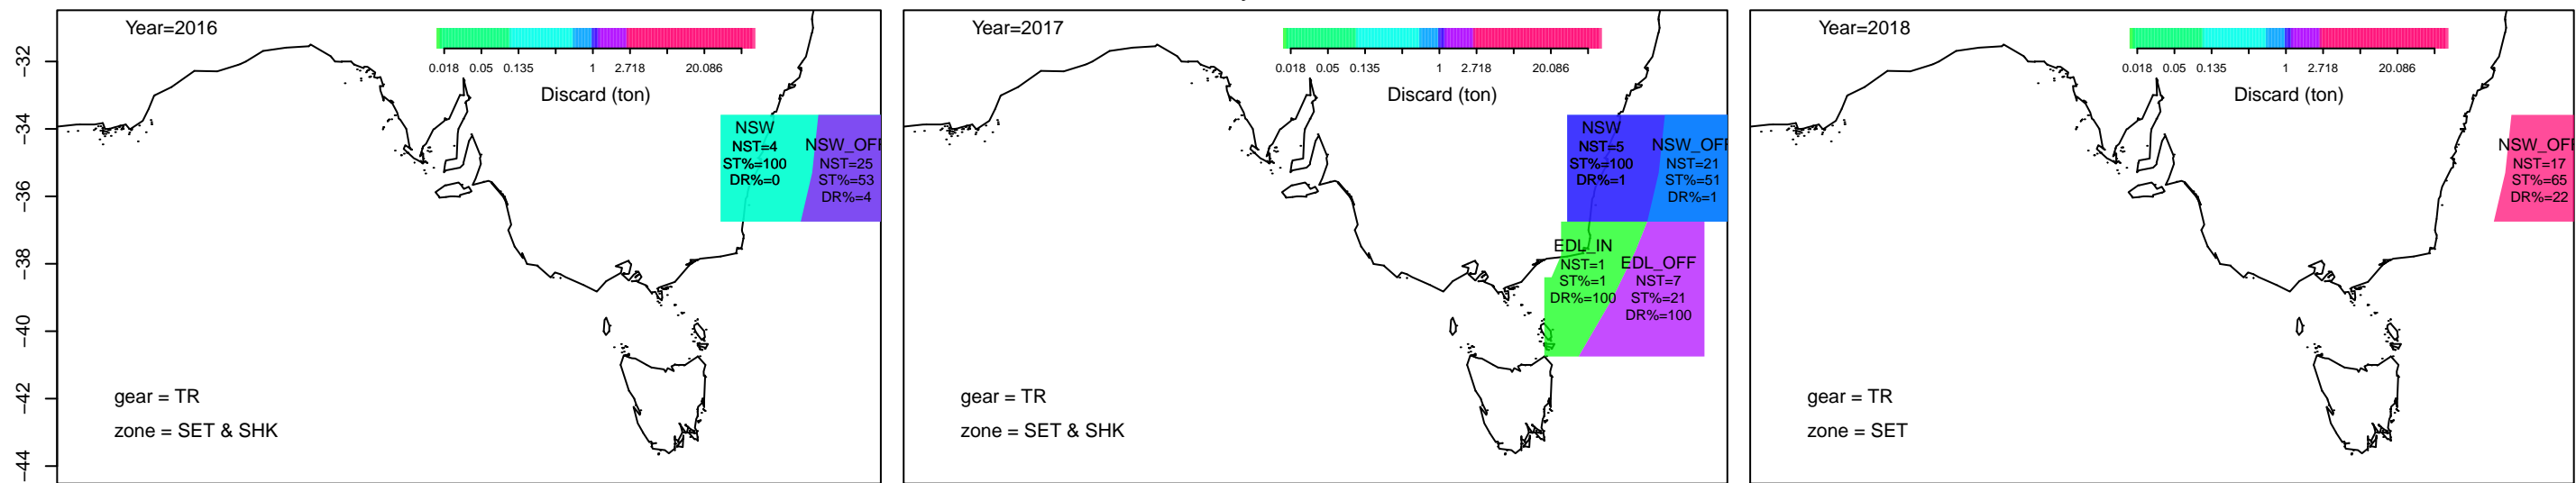 Year=2016
0.018 0.05 0.135 1 2.718 20.086
Discard (ton)
NSW
NST=4
ST%=100
DR%=0
NSW_OFF
NST=25
ST%=53
DR%=4
gear = TR
zone = SET & SHK
−32
−34
−36
−38
−40
−42
−44
Year=2017
0.018 0.05 0.135 1 2.718 20.086
Discard (ton)
NSW
NST=5
ST%=100
DR%=1
NSW_OFF
NST=21
ST%=51
DR%=1
EDL_IN
NST=1
ST%=1
DR%=100
EDL_OFF
NST=7
ST%=21
DR%=100
gear = TR
zone = SET & SHK
Year=2018
0.018 0.05 0.135 1 2.718 20.086
Discard (ton)
NSW_OFF
NST=17
ST%=65
DR%=22
gear = TR
zone = SET